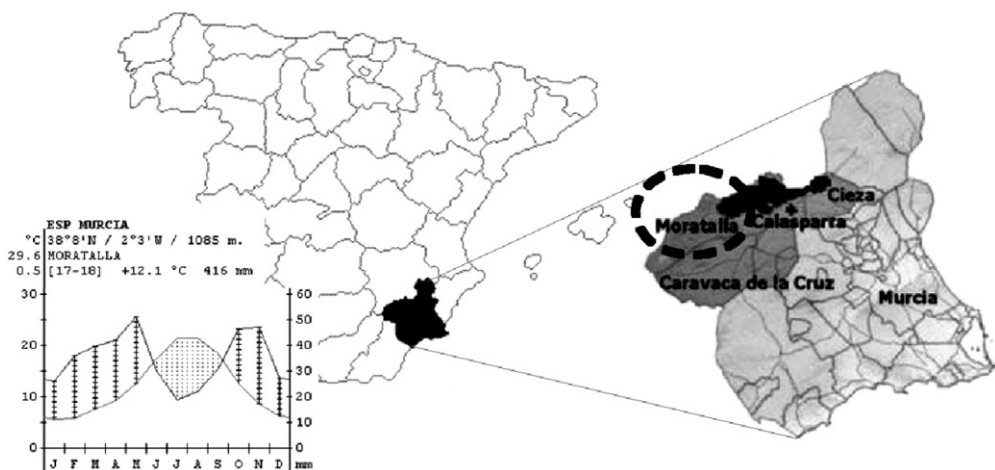 ESP MURCIA
°C 38°8'N / 2°3'W / 1085 m.
29.6 MORATALLA
0.5 [17-18] +12.1 °C 416 mm
30 60
50
20 40
30
10 20
10
0 0
J F M A M J J A S O N D mm
Cieza
Moratalla Calasparra
Caravaca de la Cruz
Murcia